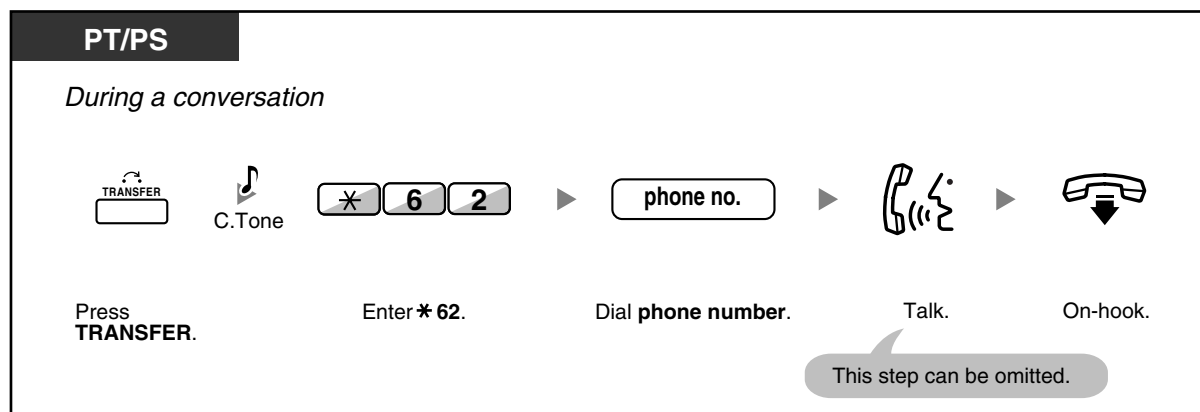 PT/PS
During a conversation
TRANSFER
C.Tone
* 6 2
phone no.
Press
TRANSFER.
Enter * 62.
Dial phone number.
Talk.
On-hook.
This step can be omitted.